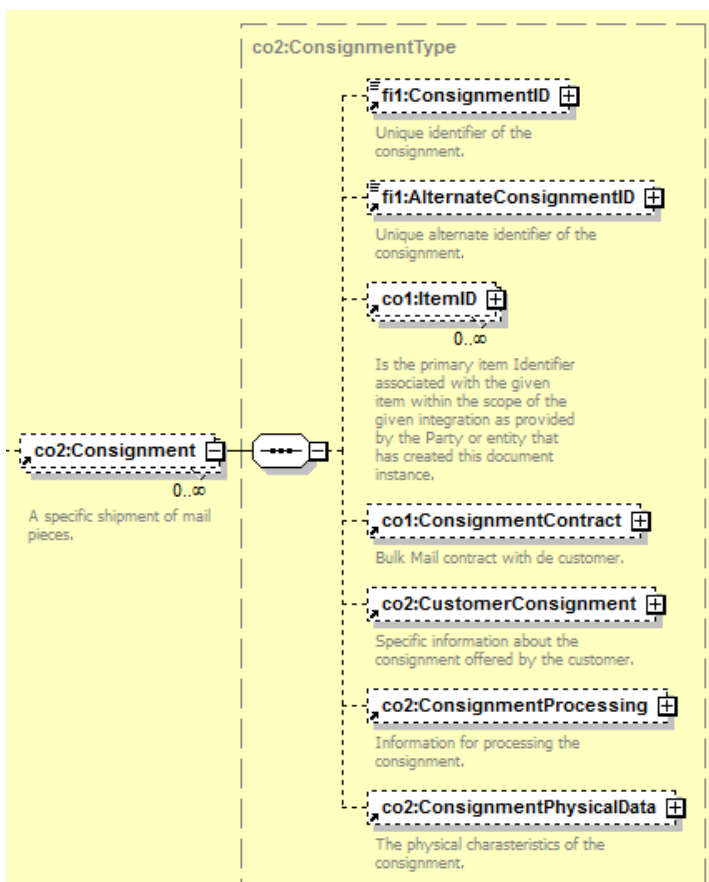 co2:ConsignmentType
fi1:ConsignmentID
Unique identifier of the
consignment.
fi1:AlternateConsignmentID
Unique alternate identifier of the
consignment.
co1:ItemID
0..∞
Is the primary item Identifier
associated with the given
item within the scope of the
given integration as provided
by the Party or entity that
has created this document
instance.
co2:Consignment
0..∞
A specific shipment of mail
pieces.
co1:ConsignmentContract
Bulk Mail contract with de customer.
co2:CustomerConsignment
Specific information about the
consignment offered by the customer.
co2:ConsignmentProcessing
Information for processing the
consignment.
co2:ConsignmentPhysicalData
The physical charasteristics of the
consignment.